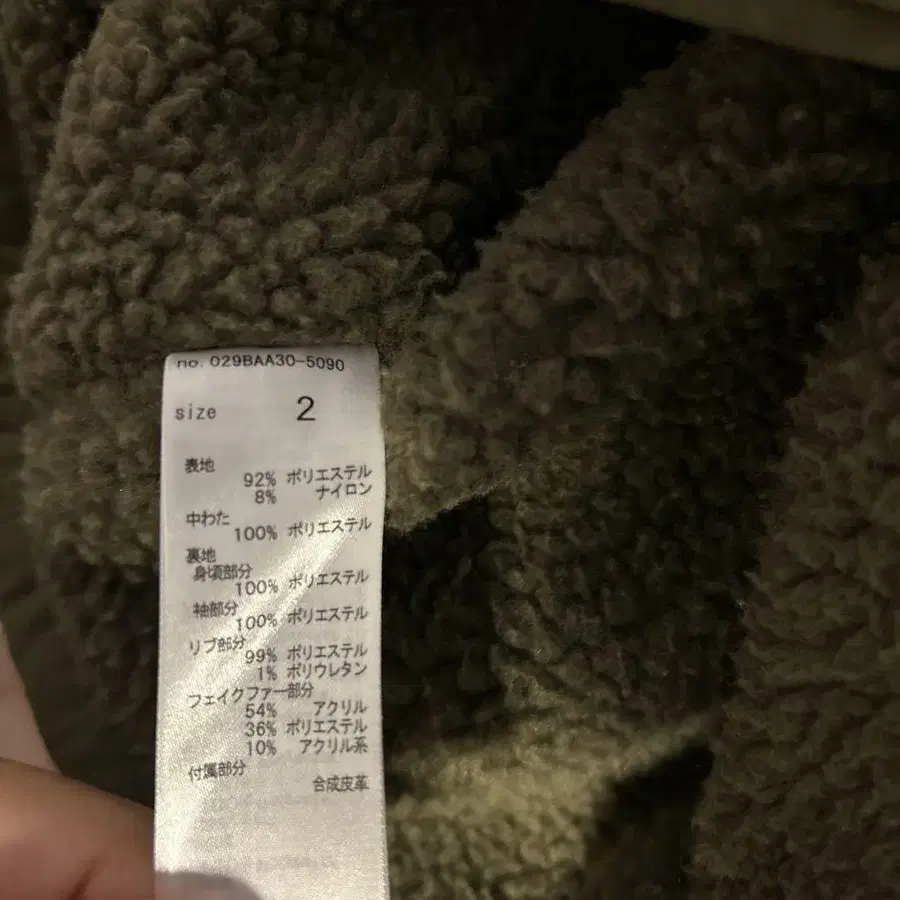 no. 029BAA30-5090
size 2
表地
92% ポリエステル
8% ナイロン
中わた
100% ポリエステル
裏地
身頃部分
100% ポリエステル
袖部分
100% ポリエステル
リブ部分
99% ポリエステル
1% ポリウレタン
フェイクファー部分
54% アクリル
36% ポリエステル
10% アクリル系
付属部分
合成皮革